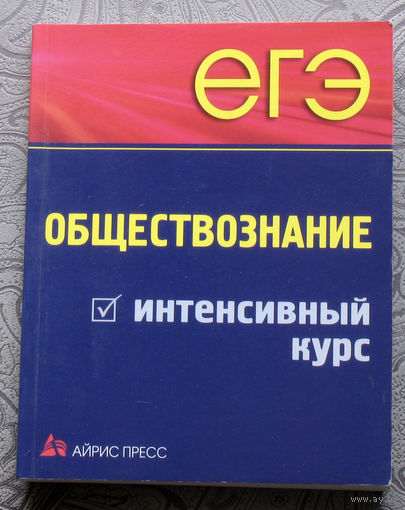 егэ
ОБЩЕСТВОЗНАНИЕ
интенсивный
курс
АЙРИС ПРЕСС